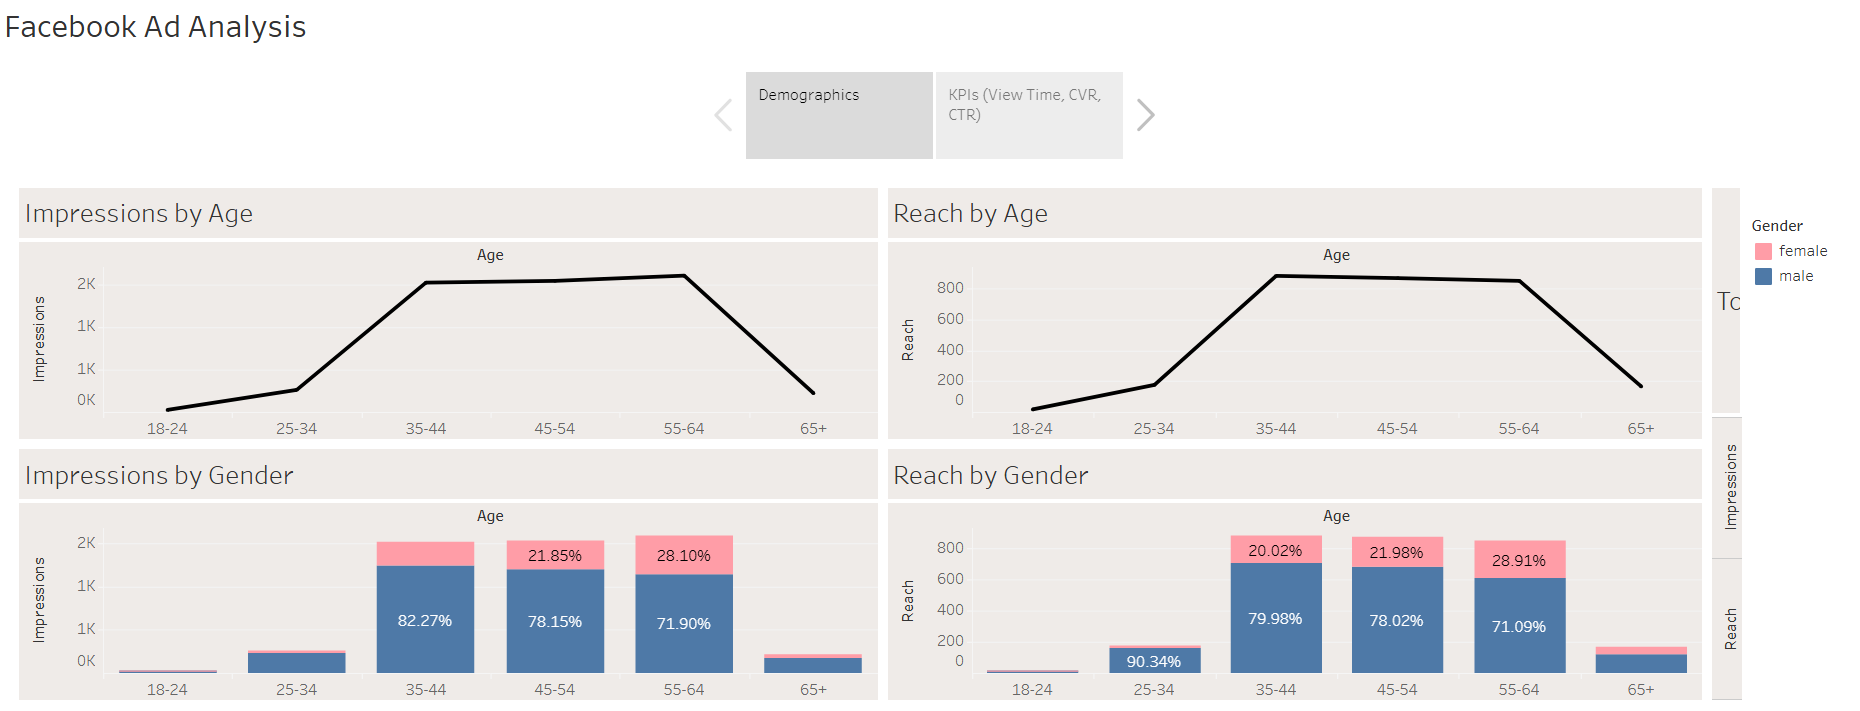 Facebook Ad Analysis
Demographics
KPIs (View Time, CVR,
CTR)
Impressions by Age
Age
Impressions
2K
1K
1K
0K
18-24 25-34 35-44 45-54 55-64 65+
Reach by Age
Age
Reach
800
600
400
200
0
18-24 25-34 35-44 45-54 55-64 65+
To
Gender
female
male
Impressions by Gender
Age
Impressions
2K
1K
1K
0K
21.85% 28.10%
82.27% 78.15% 71.90%
18-24 25-34 35-44 45-54 55-64 65+
Reach by Gender
Age
Reach
800
600
400
200
0
20.02% 21.98% 28.91%
79.98% 78.02% 71.09%
90.34%
18-24 25-34 35-44 45-54 55-64 65+
Impressions
Reach